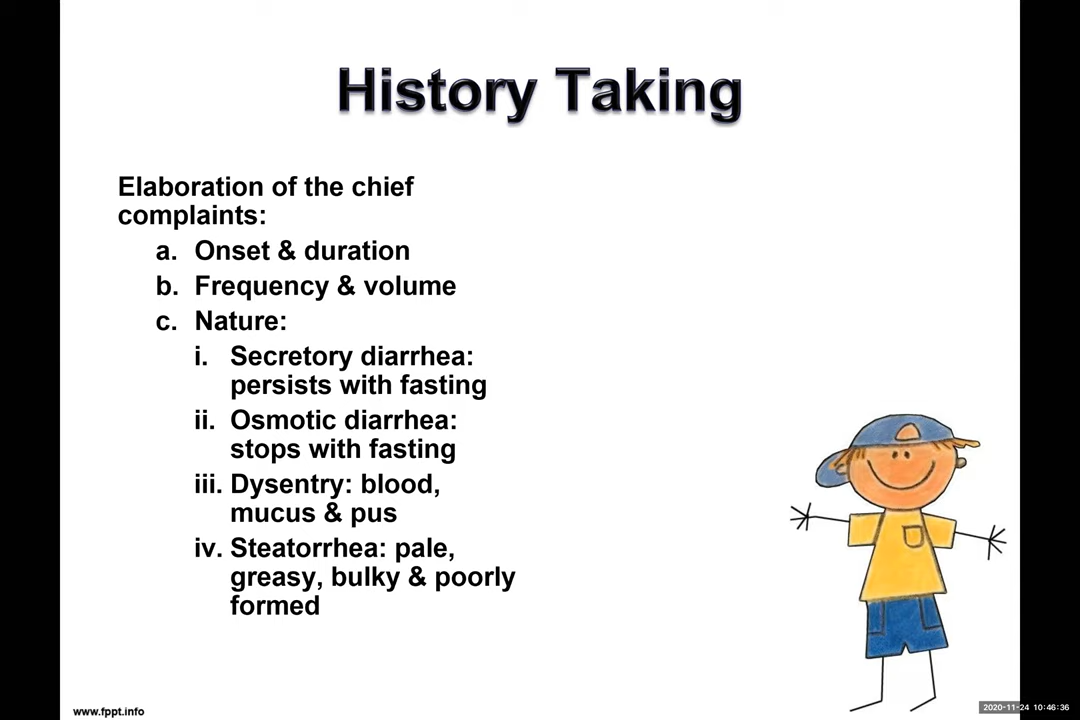 History Taking
Elaboration of the chief
complaints:
a. Onset & duration
b. Frequency & volume
c. Nature:
i. Secretory diarrhea:
persists with fasting
ii. Osmotic diarrhea:
stops with fasting
iii. Dysentry: blood,
mucus & pus
iv. Steatorrhea: pale,
greasy, bulky & poorly
formed
www.fppt.info
2020-11-24 10:46:36